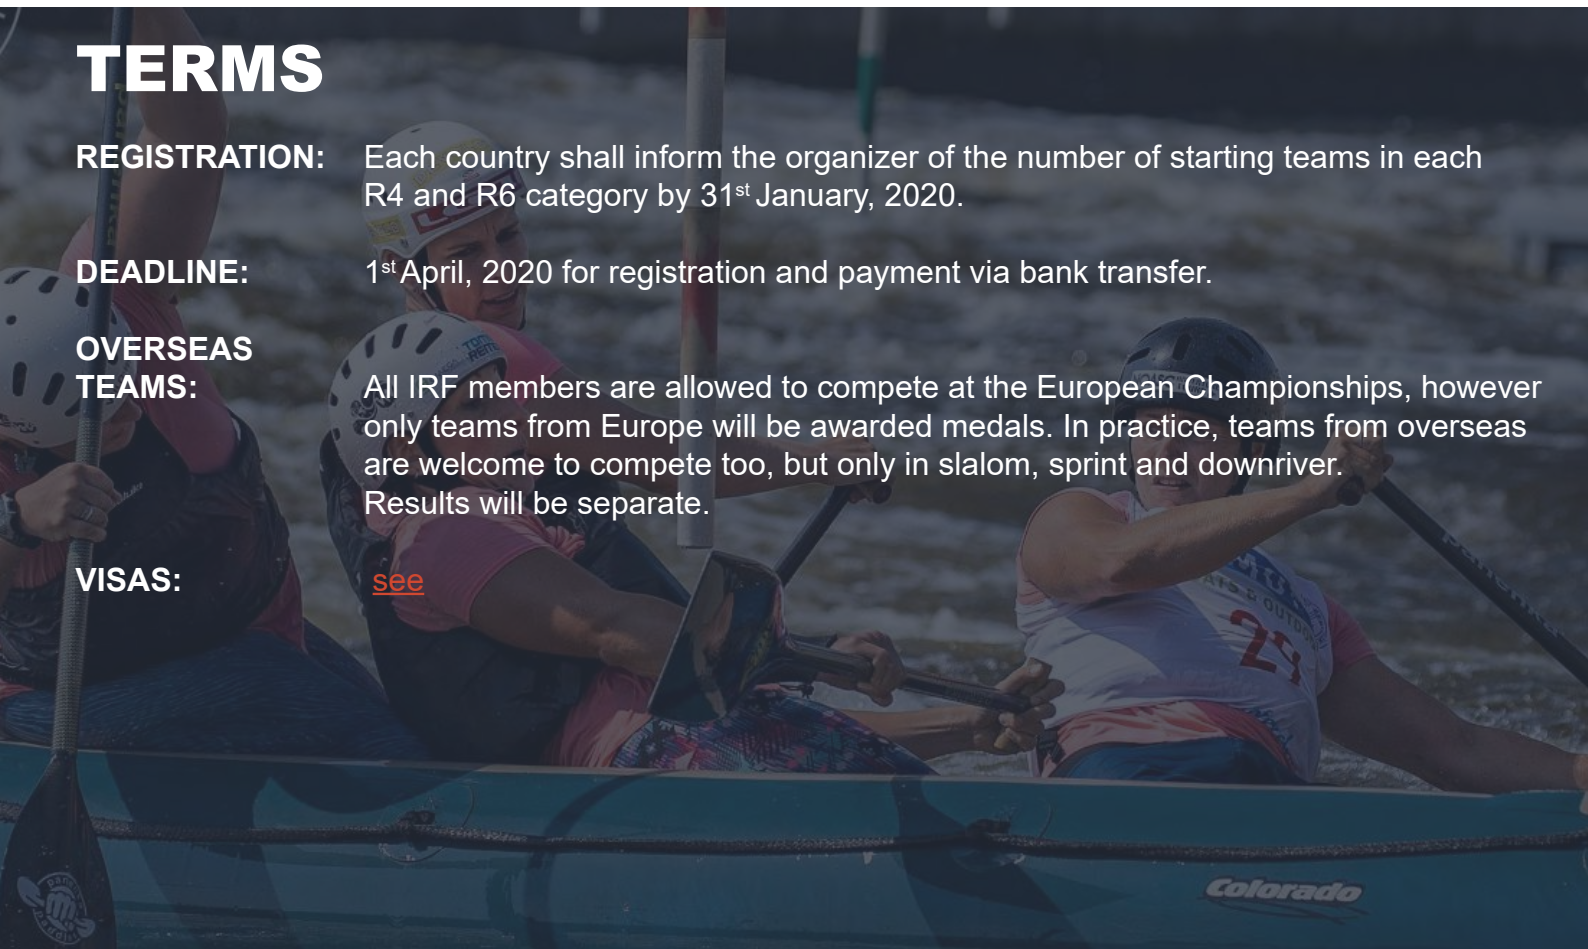 TERMS
REGISTRATION: Each country shall inform the organizer of the number of starting teams in each
R4 and R6 category by 31st January, 2020.
DEADLINE: 1st April, 2020 for registration and payment via bank transfer.
OVERSEAS
TEAMS: All IRF members are allowed to compete at the European Championships, however
only teams from Europe will be awarded medals. In practice, teams from overseas
are welcome to compete too, but only in slalom, sprint and downriver.
Results will be separate.
VISAS: see
29
Colorado